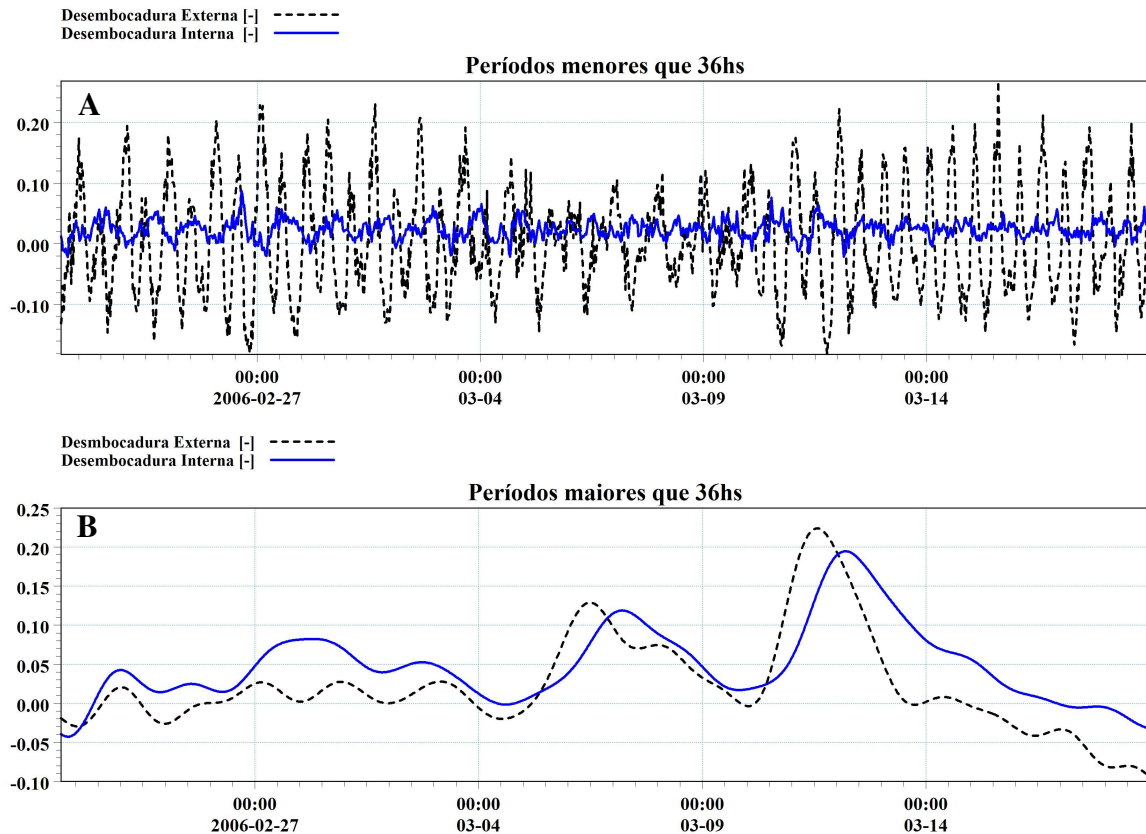 Desembocadura Externa [-]
Desembocadura Interna [-]
Períodos menores que 36hs
A
0.20
0.10
0.00
-0.10
00:00 00:00 00:00 00:00
2006-02-27 03-04 03-09 03-14
Desmbocadura Externa [-]
Desembocadura Interna [-]
Períodos maiores que 36hs
B
0.25
0.20
0.15
0.10
0.05
0.00
-0.05
-0.10
00:00 00:00 00:00 00:00
2006-02-27 03-04 03-09 03-14